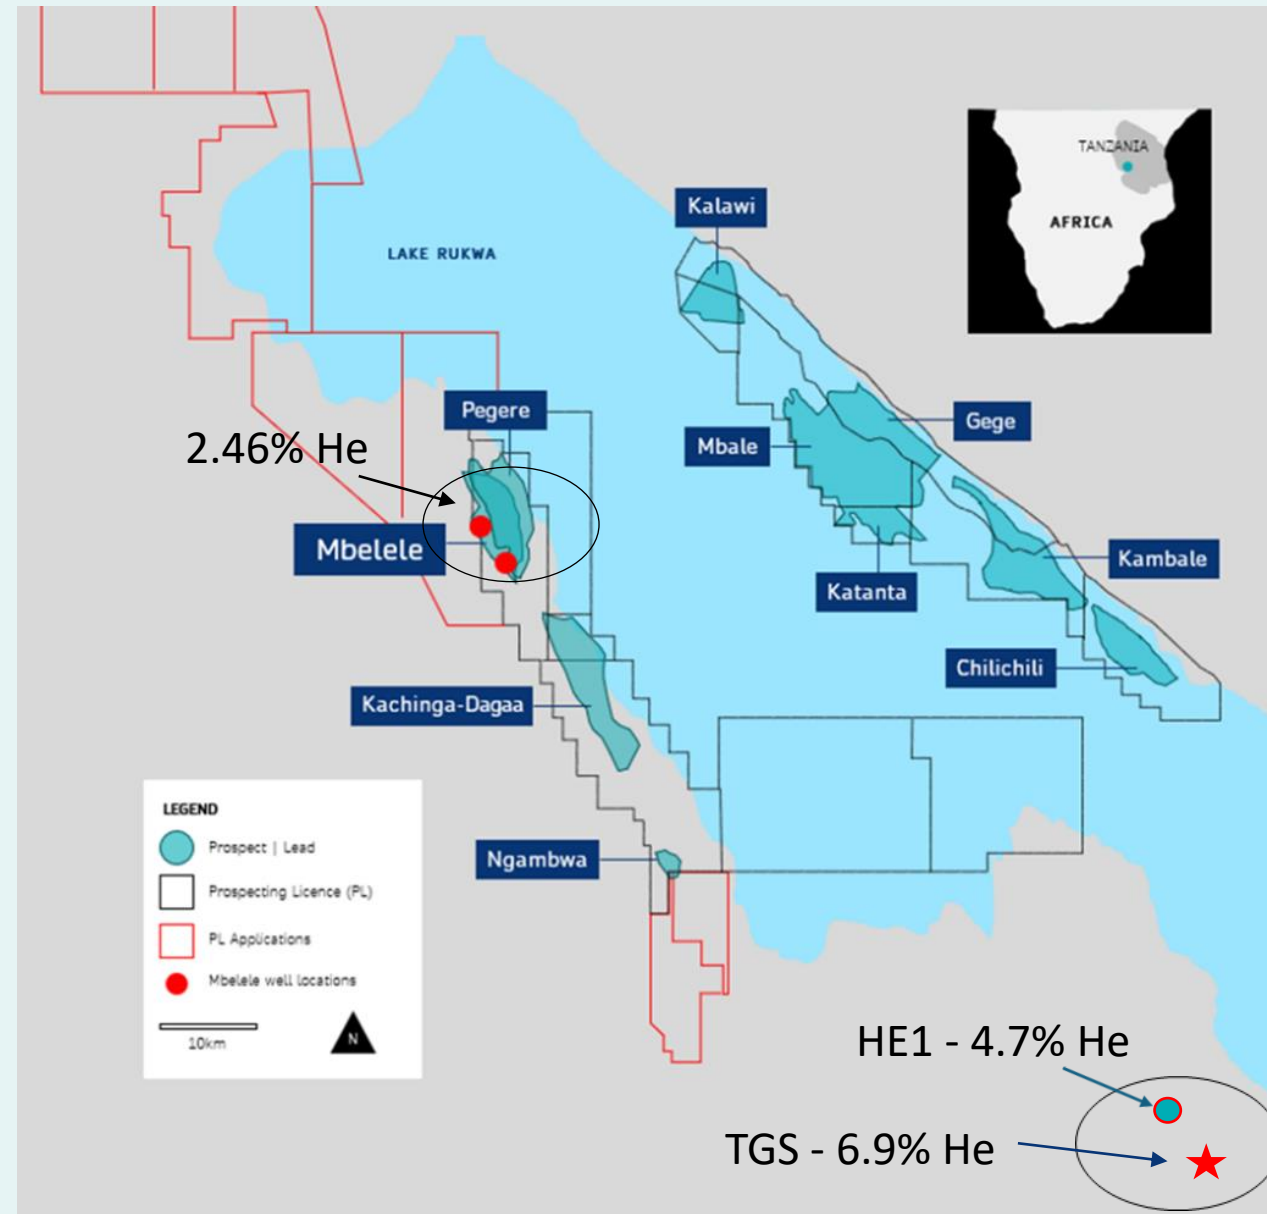 TANZANIA
AFRICA
Kalawi
LAKE RUKWA
Pegere
Gege
2.46% He
Mbale
Mbelele
Kambale
Katanta
Chilichili
Kachinga-Dagaa
LEGEND
Prospect | Lead
Prospecting Licence (PL)
PL Applications
Mbelele well locations
10km
N
Ngambwa
HE1 - 4.7% He
TGS - 6.9% He